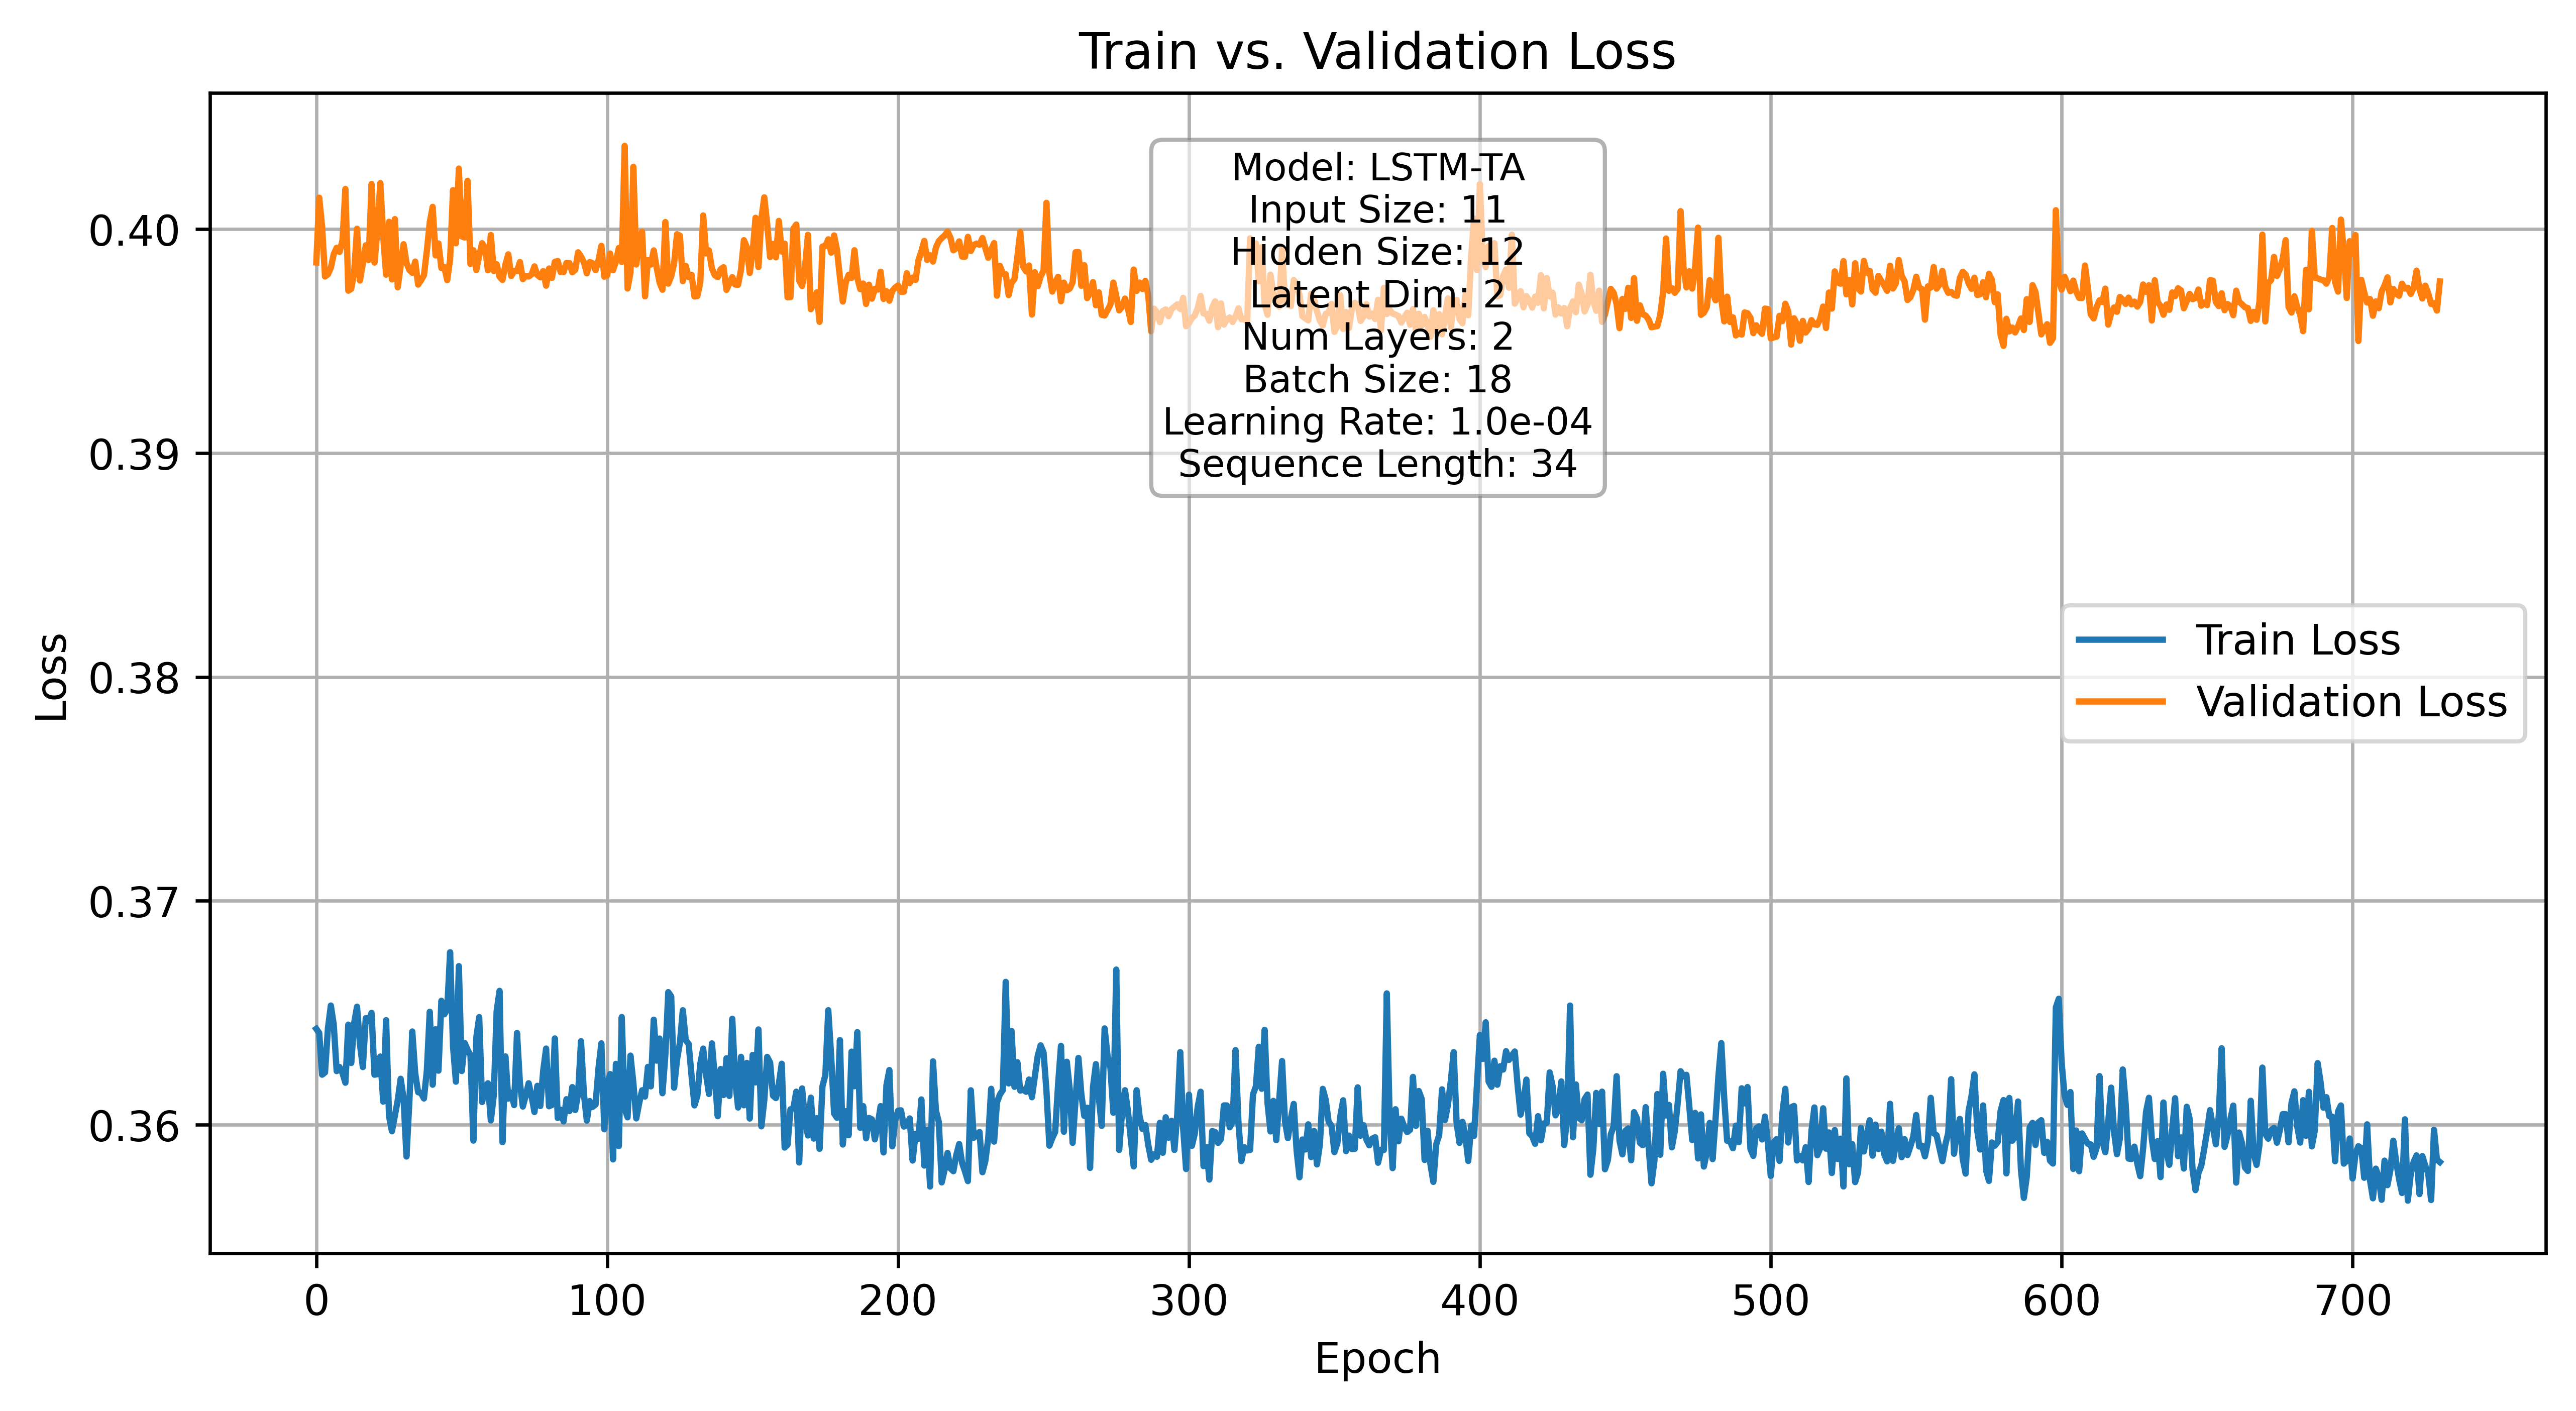 Train vs. Validation Loss
Model: LSTM-TA
Input Size: 11
Hidden Size: 12
Latent Dim: 2
Num Layers: 2
Batch Size: 18
Learning Rate: 1.0e-04
Sequence Length: 34
0.40
0.39
0.38
0.37
0.36
Loss
Train Loss
Validation Loss
0 100 200 300 400 500 600 700
Epoch